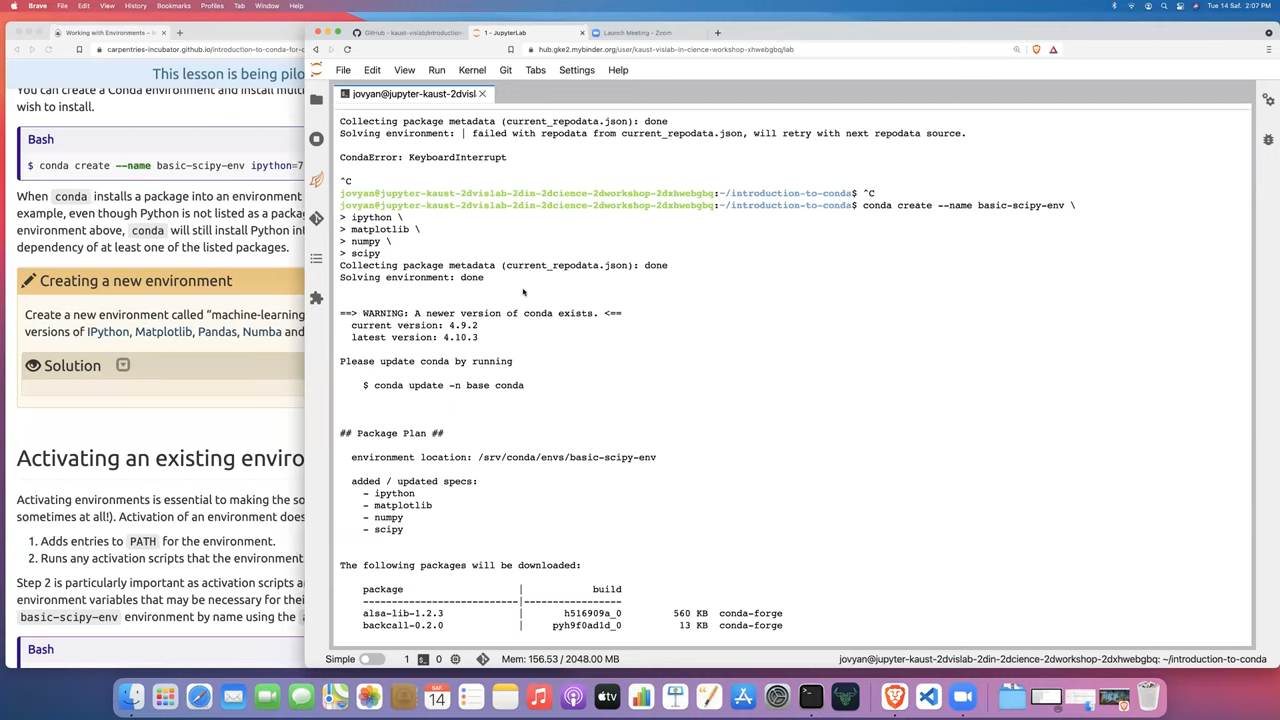 Brave File Edit View History Bookmarks Profiles Tab Window Help
Tue 14 Saf. 2:07 PM
Working with Environments –
carpentries-incubator.github.io/introduction-to-conda-for-
This lesson is being pilo
You can create a Conda environment and install multi
wish to install.
Bash
$ conda create --name basic-scipy-env ipython=7
When conda installs a package into an environment
example, even though Python is not listed as a packag
environment above, conda will still install Python int
dependency of at least one of the listed packages.
Creating a new environment
Create a new environment called "machine-learning
versions of IPython, Matplotlib, Pandas, Numba and
Solution
Activating an existing enviro
Activating environments is essential to making the so
sometimes at all!). Activation of an environment does
1. Adds entries to PATH for the environment.
2. Runs any activation scripts that the environment
Step 2 is particularly important as activation scripts a
environment variables that may be necessary for thei
basic-scipy-env environment by name using the a
Bash
GitHub - kaust-vislab/introduction-
1 - JupyterLab
Launch Meeting - Zoom
hub.gke2.mybinder.org/user/kaust-vislab-in-cience-workshop-xhwebgbq/lab
File Edit View Run Kernel Git Tabs Settings Help
jovyan@jupyter-kaust-2dvisl
Collecting package metadata (current_repodata.json): done
Solving environment: | failed with repodata from current_repodata.json, will retry with next repodata source.
CondaError: KeyboardInterrupt
^C
jovyan@jupyter-kaust-2dvislab-2din-2dcience-2dworkshop-2dxhwebgbq:~/introduction-to-conda$ ^C
jovyan@jupyter-kaust-2dvislab-2din-2dcience-2dworkshop-2dxhwebgbq:~/introduction-to-conda$ conda create --name basic-scipy-env \
> ipython \
> matplotlib \
> numpy \
> scipy
Collecting package metadata (current_repodata.json): done
Solving environment: done
==> WARNING: A newer version of conda exists. <==
current version: 4.9.2
latest version: 4.10.3
Please update conda by running
$ conda update -n base conda
## Package Plan ##
environment location: /srv/conda/envs/basic-scipy-env
added / updated specs:
- ipython
- matplotlib
- numpy
- scipy
The following packages will be downloaded:
package | build
---------------------------|-----------------
alsa-lib-1.2.3 | h516909a_0 560 KB conda-forge
backcall-0.2.0 | pyh9f0ad1d_0 13 KB conda-forge
Simple 1 0 Mem: 156.53 / 2048.00 MB
jovyan@jupyter-kaust-2dvislab-2din-2dcience-2dworkshop-2dxhwebgbq: ~/introduction-to-conda
SAF.
14
tv